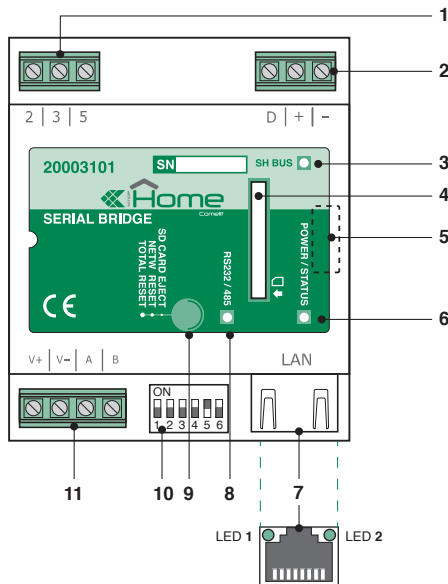 1
2
2 | 3 | 5
D | + | -
20003101
SN
SH BUS
3
4
Home
Comelit
SERIAL BRIDGE
5
SD CARD EJECT
NETW RESET
TOTAL RESET
RS232 / 485
POWER / STATUS
6
CE
V+ | V- | A | B
LAN
ON
1 2 3 4 5 6
11
10
9
8
7
LED 1
LED 2